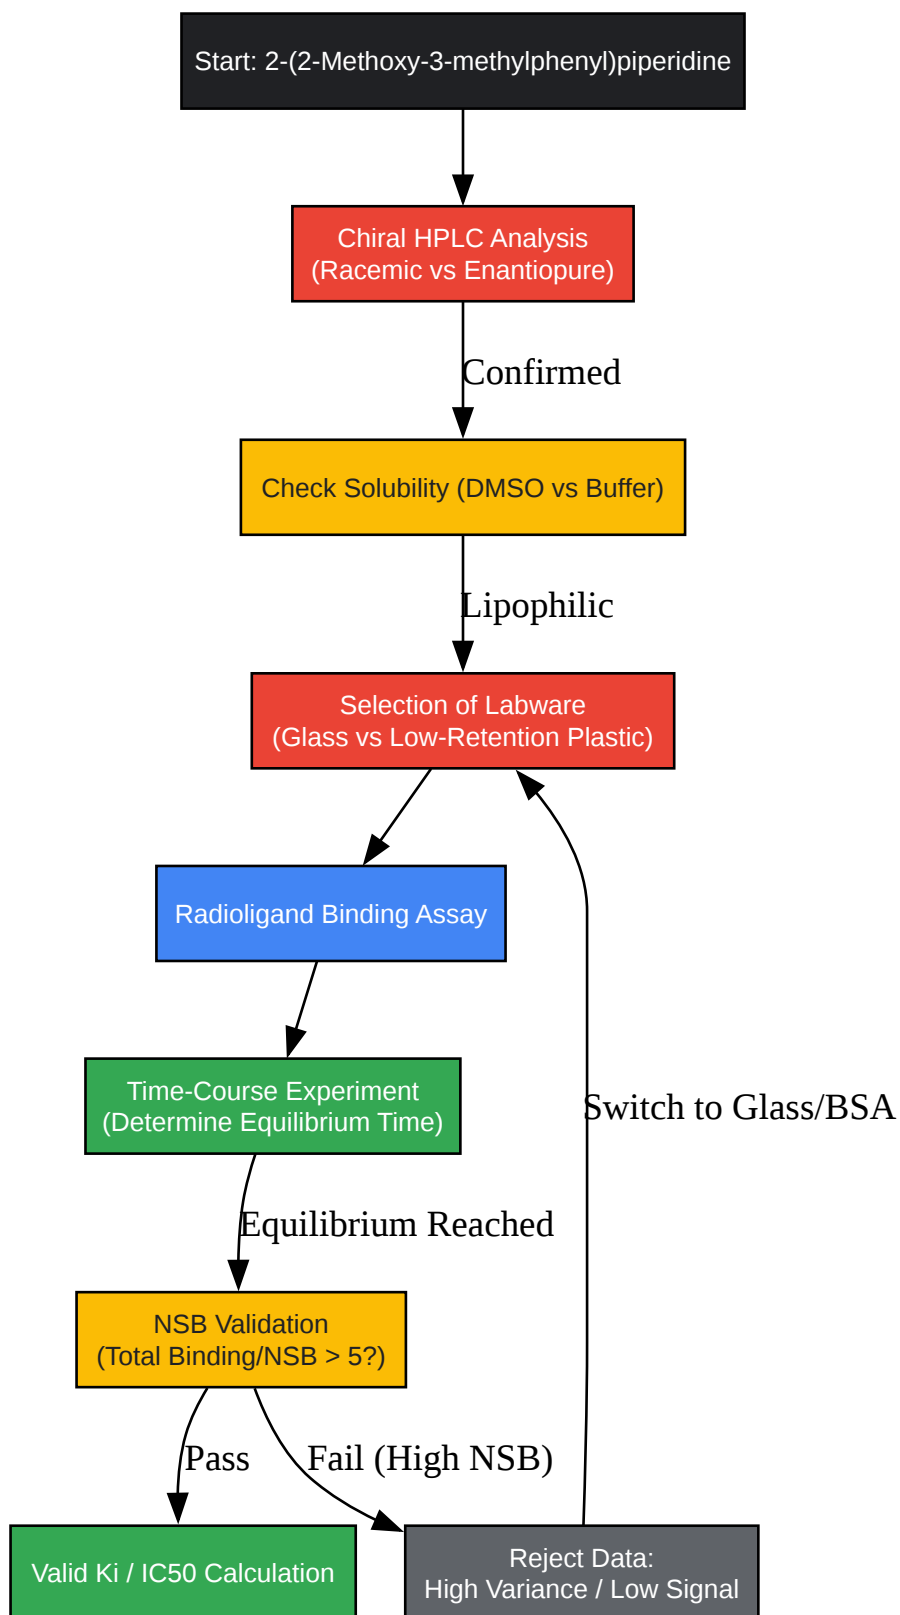 Start: 2-(2-Methoxy-3-methylphenyl)piperidine
Chiral HPLC Analysis
(Racemic vs Enantiopure)
Confirmed
Check Solubility (DMSO vs Buffer)
Lipophilic
Selection of Labware
(Glass vs Low-Retention Plastic)
Radioligand Binding Assay
Time-Course Experiment
(Determine Equilibrium Time)
Switch to Glass/BSA
Equilibrium Reached
NSB Validation
(Total Binding/NSB > 5?)
Pass
Fail (High NSB)
Valid Ki / IC50 Calculation
Reject Data:
High Variance / Low Signal